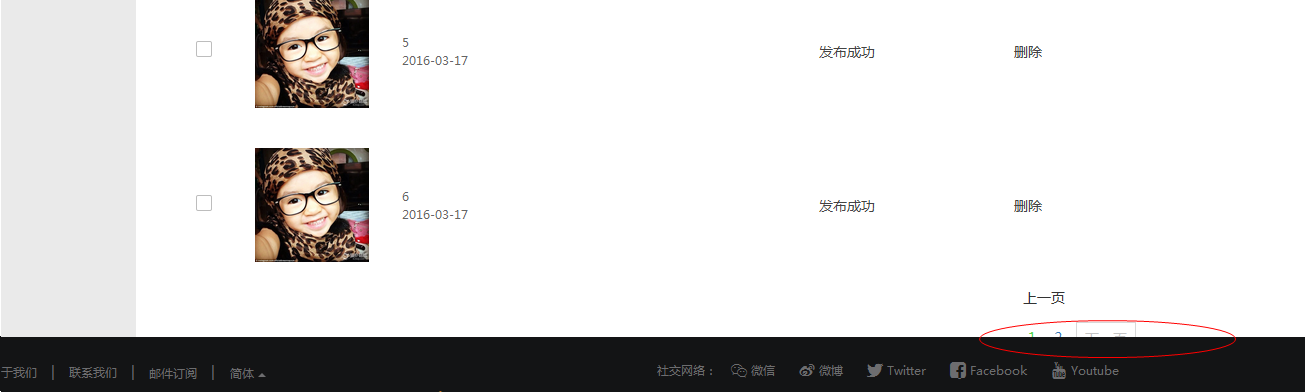 5
2016-03-17
发布成功
删除
6
2016-03-17
发布成功
删除
上一页
1 2 下一页
于我们 | 联系我们 | 邮件订阅 | 简体
社交网络： 微信 微博 Twitter Facebook Youtube